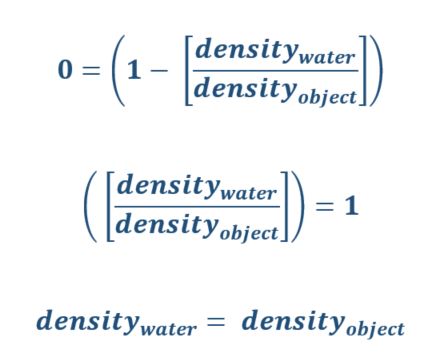 0 = (1 − [density_water / density_object])
([density_water / density_object]) = 1
density_water = density_object